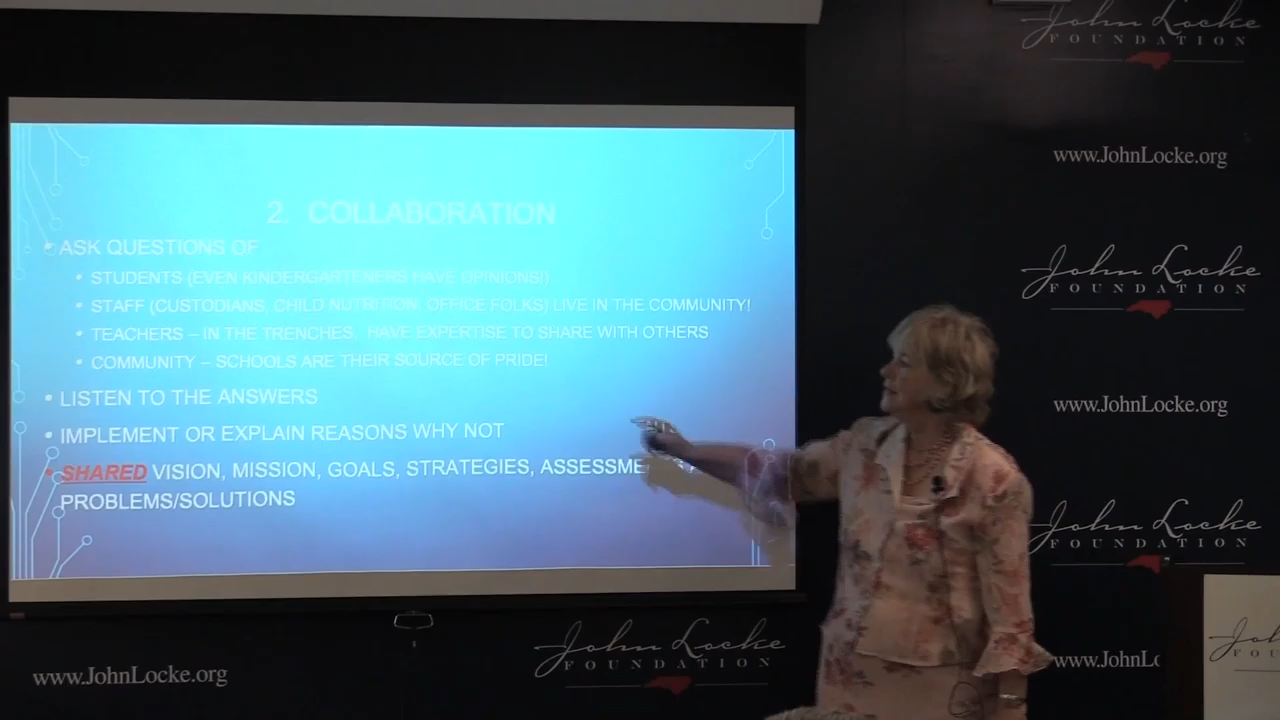 2. COLLABORATION
• ASK QUESTIONS OF
• STUDENTS (EVEN KINDERGARTENERS HAVE OPINIONS!)
• STAFF (CUSTODIANS, CHILD NUTRITION, OFFICE FOLKS) LIVE IN THE COMMUNITY!
• TEACHERS – IN THE TRENCHES. HAVE EXPERTISE TO SHARE WITH OTHERS
• COMMUNITY – SCHOOLS ARE THEIR SOURCE OF PRIDE!
• LISTEN TO THE ANSWERS
• IMPLEMENT OR EXPLAIN REASONS WHY NOT
• SHARED VISION, MISSION, GOALS, STRATEGIES, ASSESSME
PROBLEMS/SOLUTIONS
John Locke
FOUNDATION
www.JohnLocke.org
John Locke
FOUNDATION
www.JohnLocke.org
John Locke
FOUNDATION
www.JohnLo
John Locke
FOUNDATION
www.JohnLocke.org